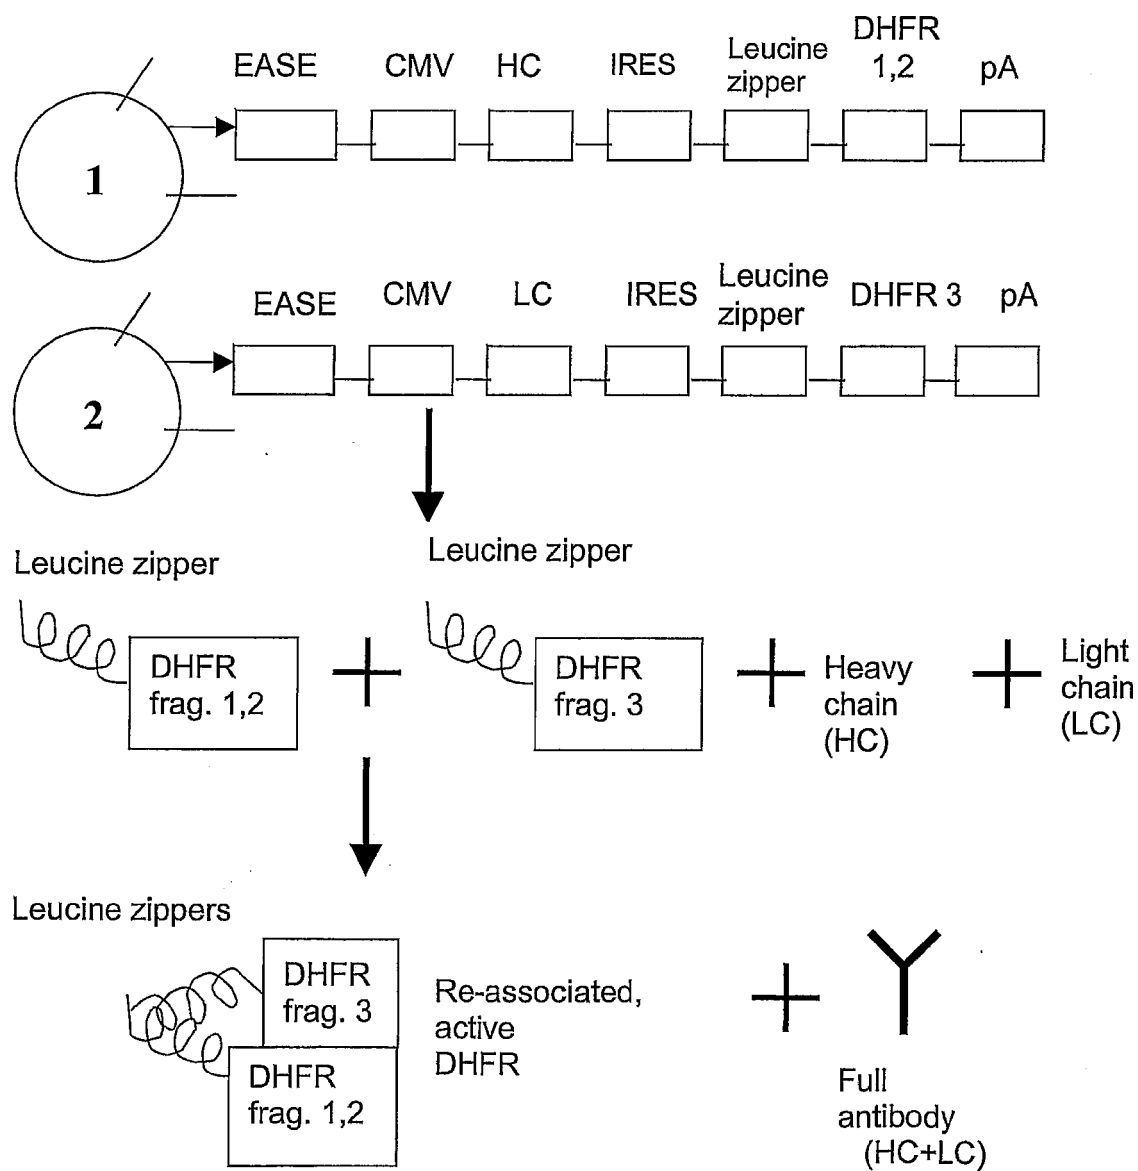 EASE CMV HC IRES Leucine zipper DHFR 1,2 pA
1
EASE CMV LC IRES Leucine zipper DHFR 3 pA
2
Leucine zipper
Leucine zipper
DHFR
frag. 1,2
DHFR
frag. 3
Heavy
chain
(HC)
Light
chain
(LC)
Leucine zippers
DHFR
frag. 3
DHFR
frag. 1,2
Re-associated,
active
DHFR
Full
antibody
(HC+LC)